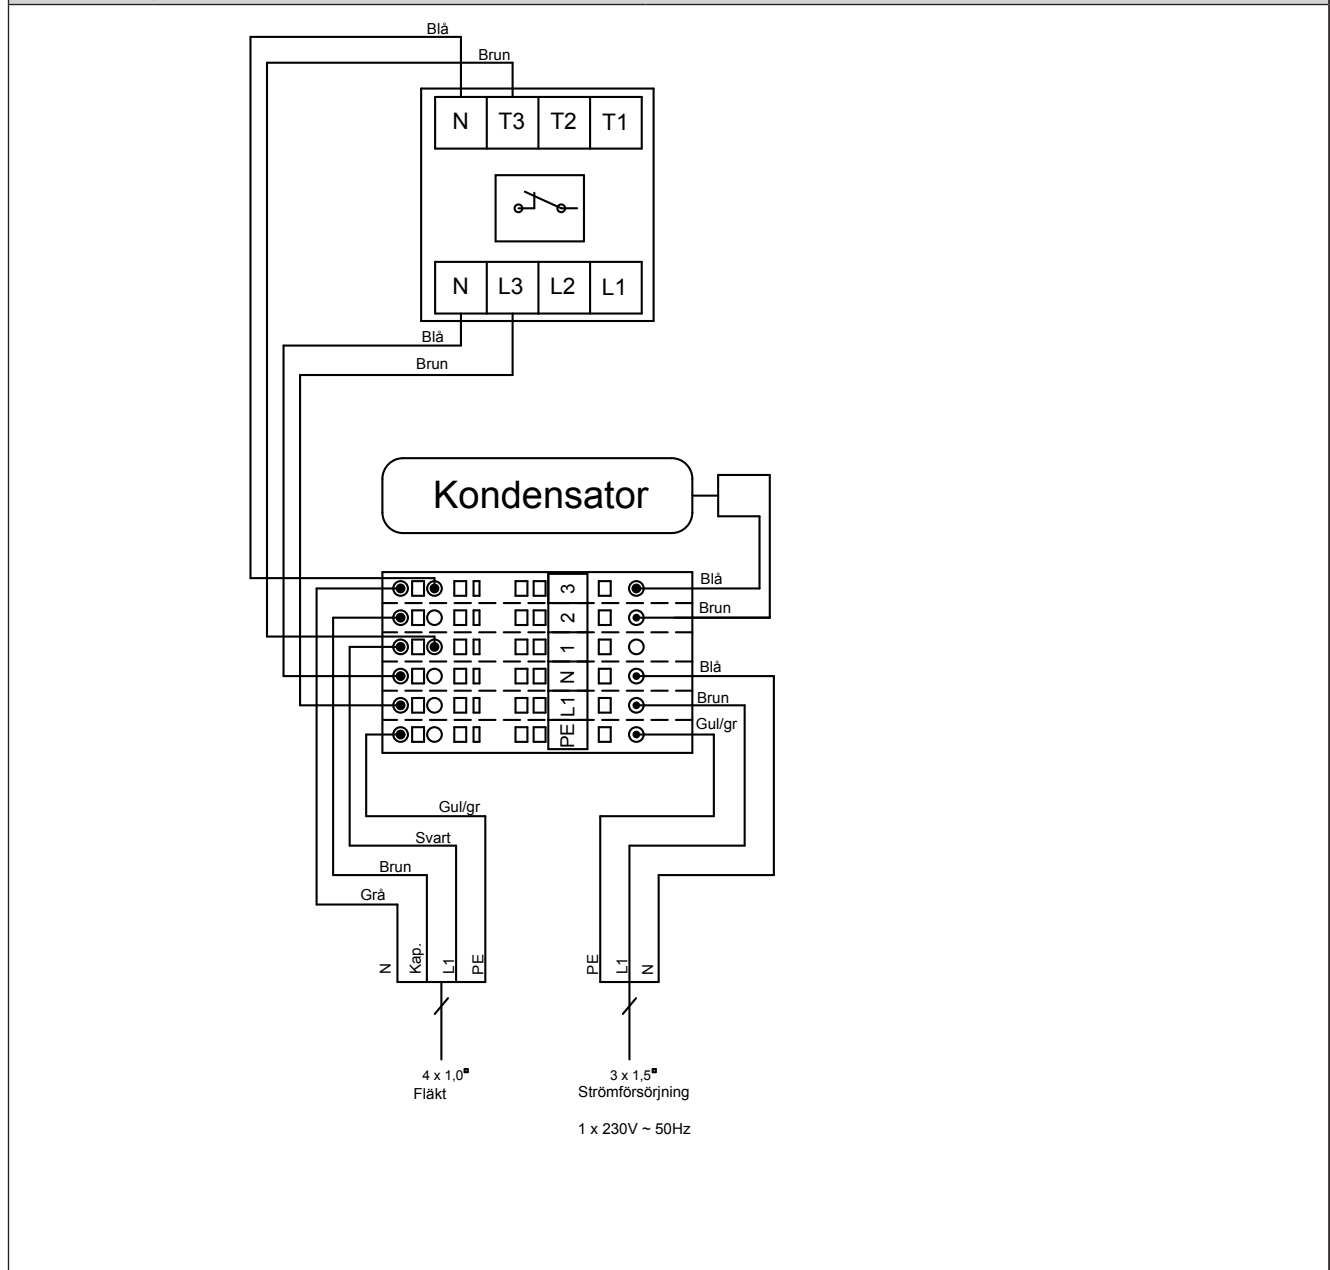 Blå
Brun
N T3 T2 T1
N L3 L2 L1
Blå
Brun
Kondensator
3 Blå
2 Brun
1
N Blå
L1 Brun
PE Gul/gr
Gul/gr
Svart
Brun
Grå
N Kap. L1 PE PE L1 N
4 x 1,0
Fläkt
3 x 1,5
Strömförsörjning
1 x 230V ~ 50Hz